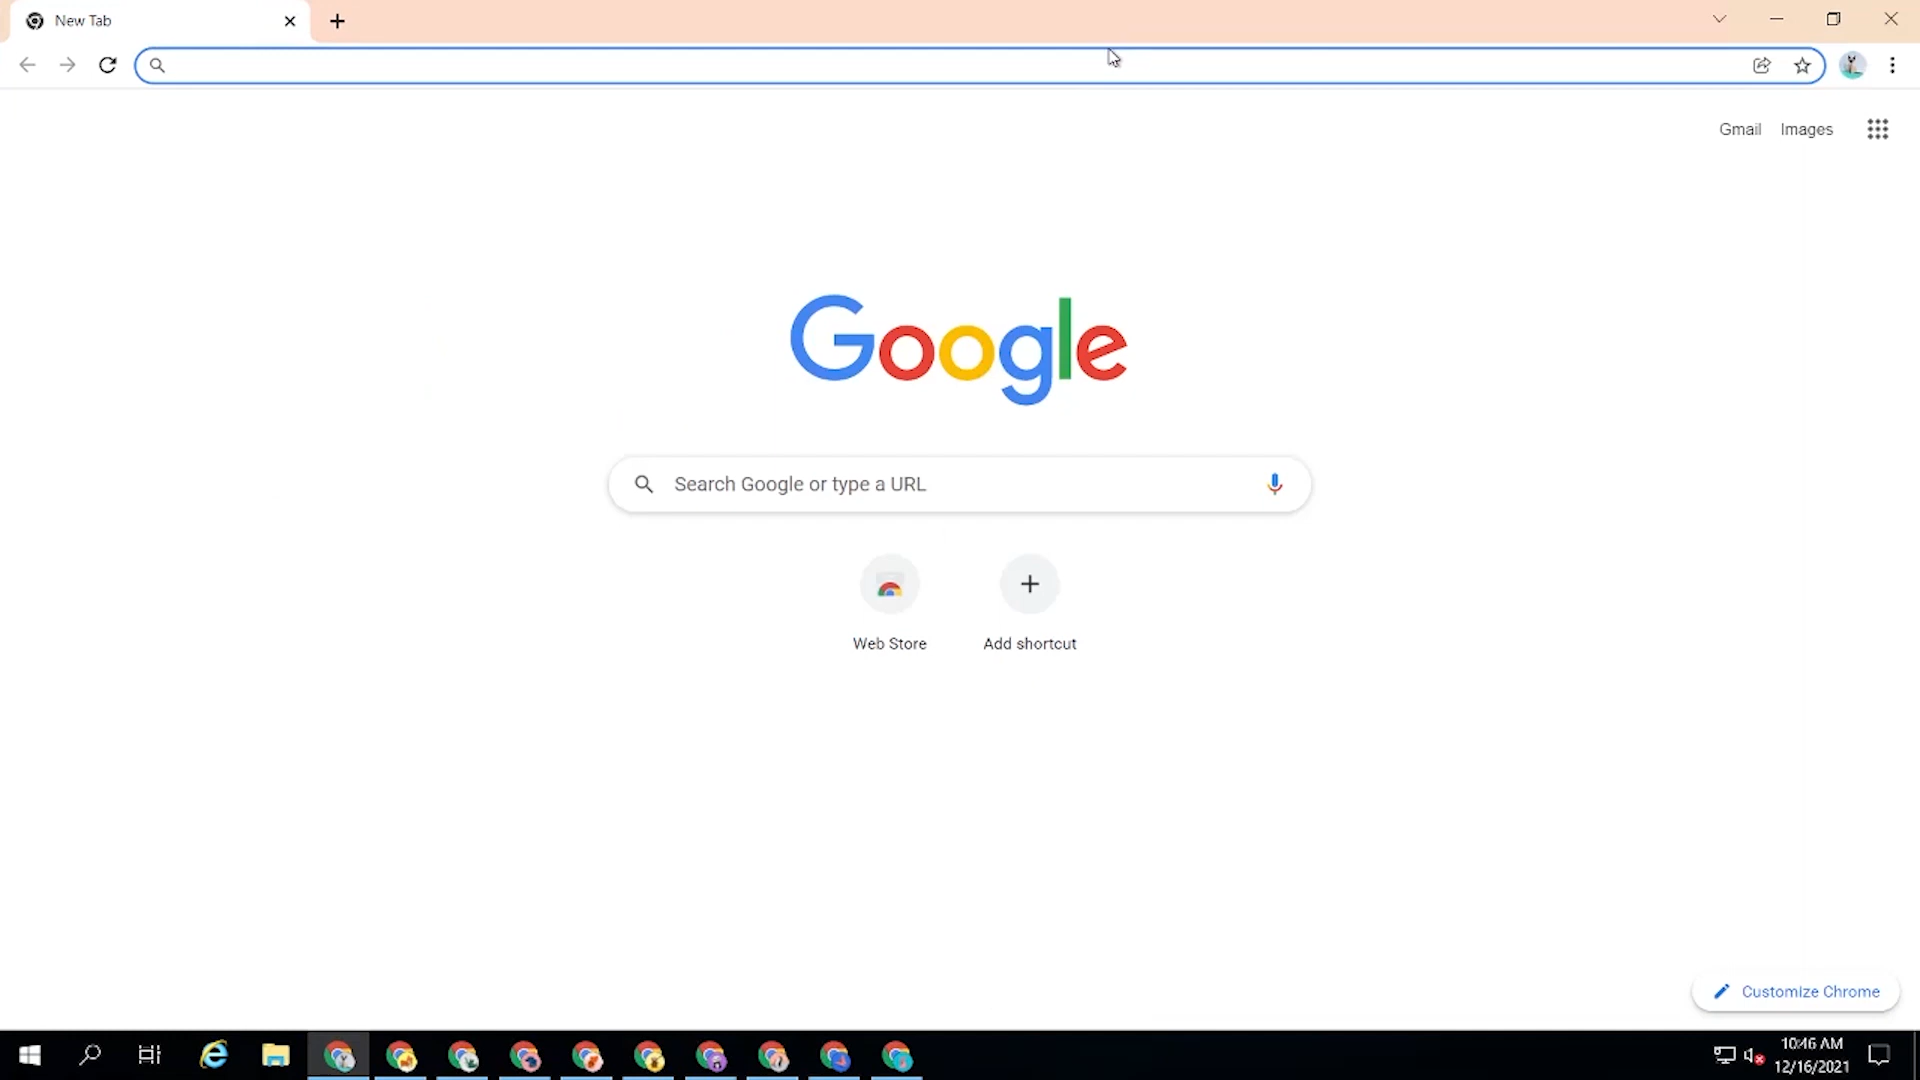 New Tab
Gmail Images
Google
Search Google or type a URL
Web Store
Add shortcut
Customize Chrome
10:46 AM
12/16/2021